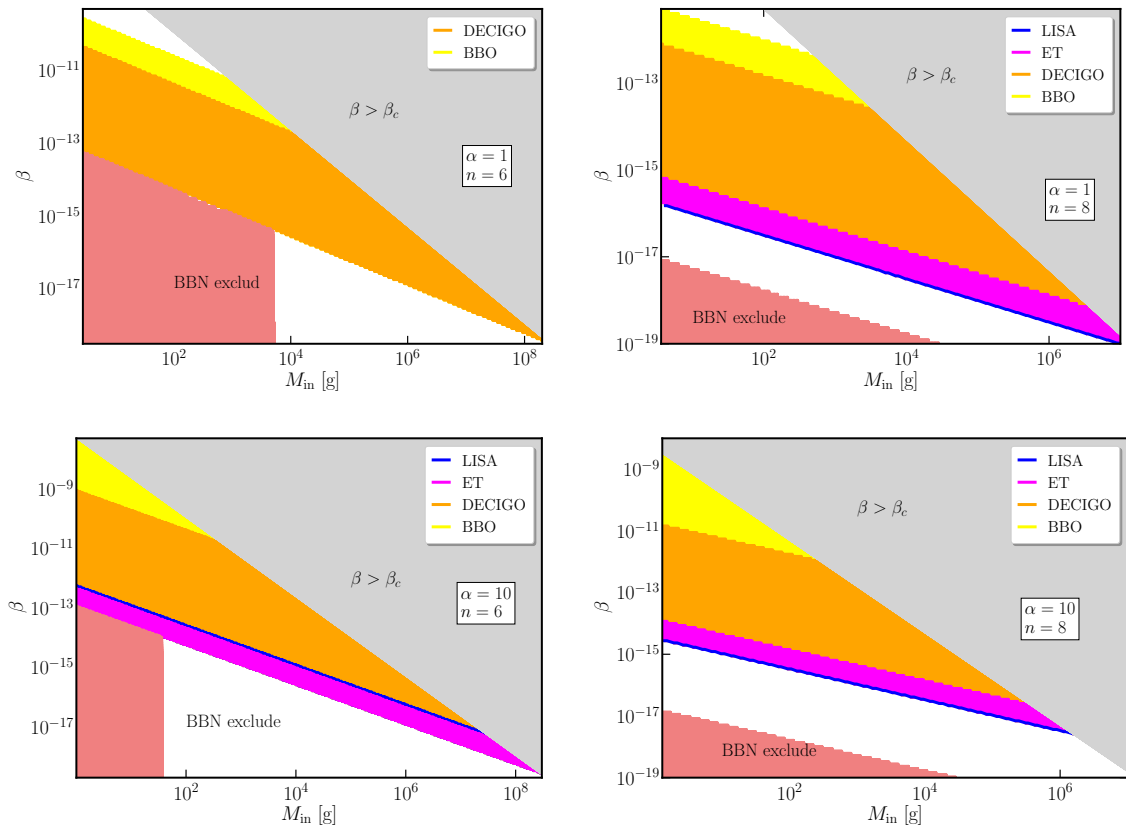 DECIGO
BBO
β > β_c
α = 1
n = 6
BBN exclud
10^−11
10^−13
10^−15
10^−17
β
10^2
10^4
10^6
10^8
M_in [g]
LISA
ET
DECIGO
BBO
β > β_c
α = 1
n = 8
BBN exclude
10^−13
10^−15
10^−17
10^−19
β
10^2
10^4
10^6
M_in [g]
LISA
ET
DECIGO
BBO
β > β_c
α = 10
n = 6
BBN exclude
10^−9
10^−11
10^−13
10^−15
10^−17
β
10^2
10^4
10^6
10^8
M_in [g]
LISA
ET
DECIGO
BBO
β > β_c
α = 10
n = 8
BBN exclude
10^−9
10^−11
10^−13
10^−15
10^−17
10^−19
β
10^2
10^4
10^6
M_in [g]